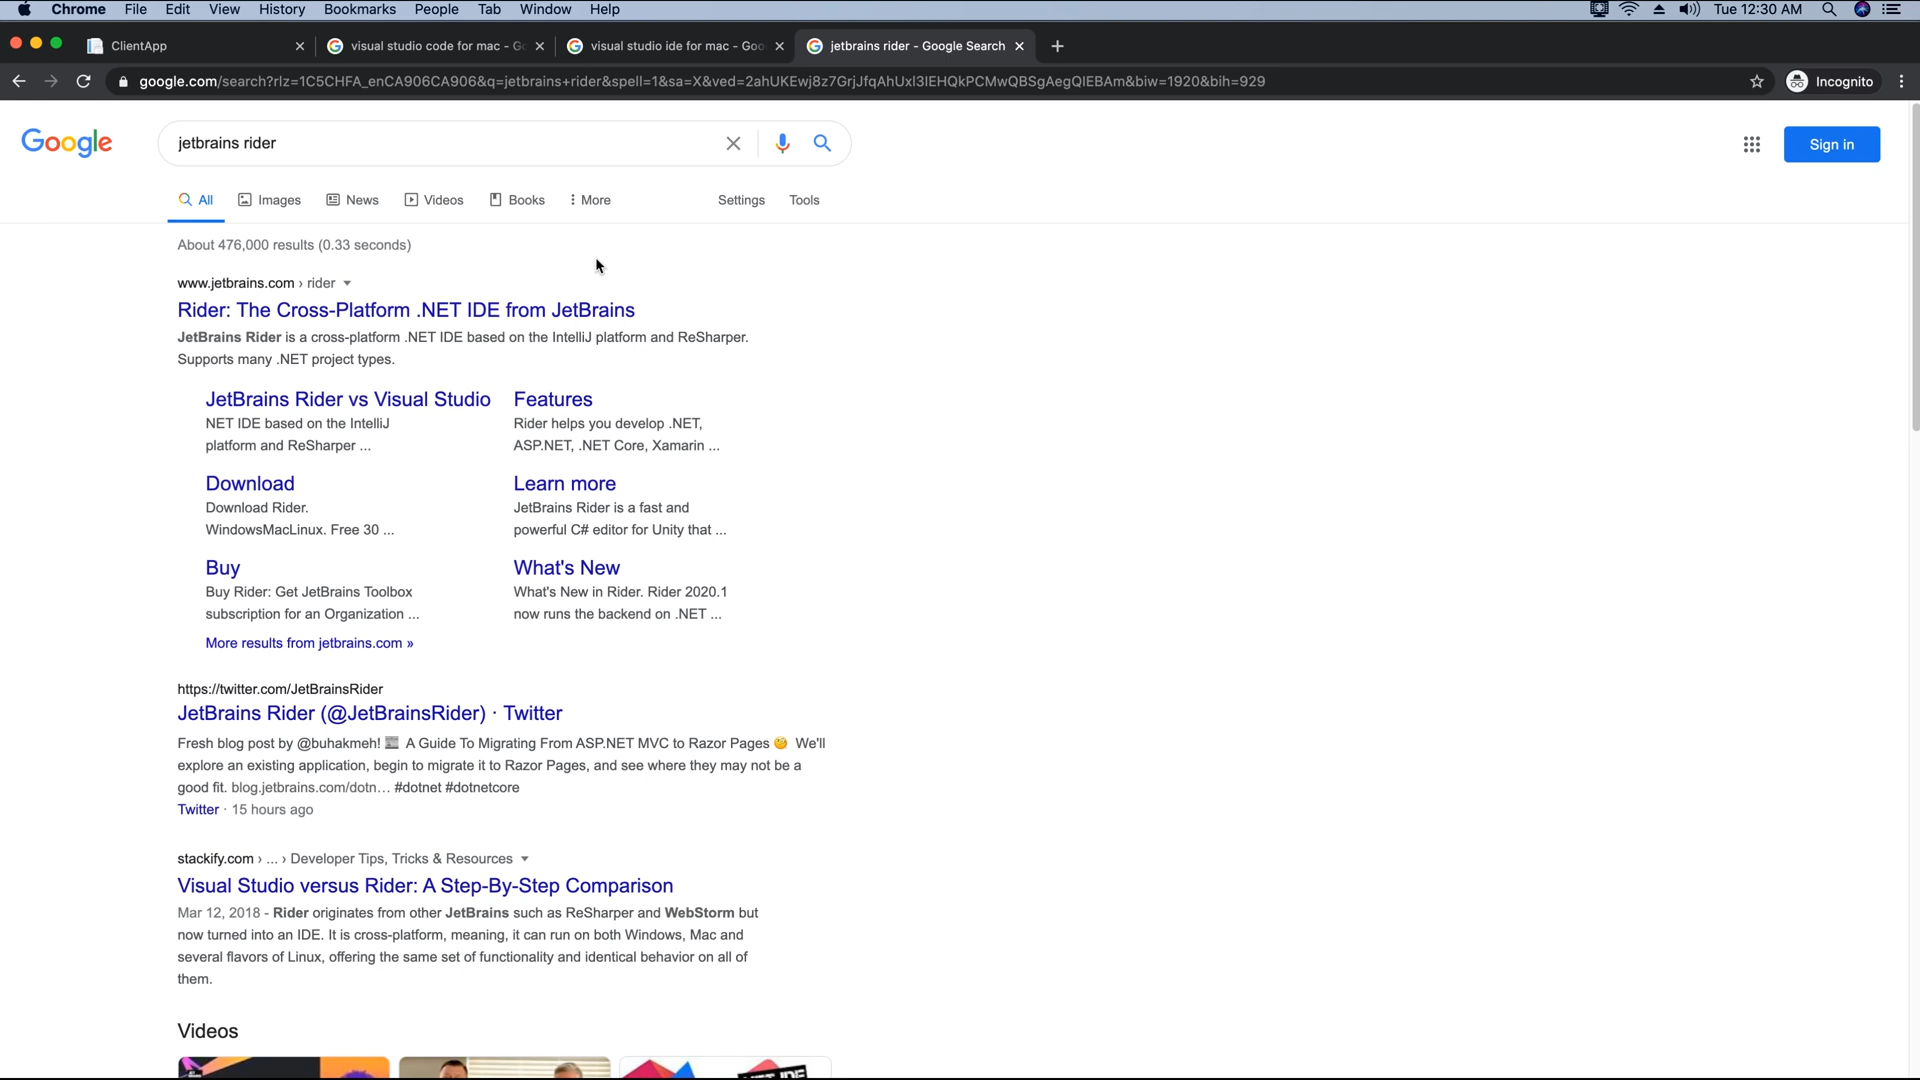 Chrome File Edit View History Bookmarks People Tab Window Help Tue 12:30 AM
ClientApp visual studio code for mac - Go visual studio ide for mac - Goo jetbrains rider - Google Search
google.com/search?rlz=1C5CHFA_enCA906CA906&q=jetbrains+rider&spell=1&sa=X&ved=2ahUKEwj8z7GrjJfqAhUxl3IEHQkPCMwQBSgAegQIEBAm&biw=1920&bih=929 Incognito
Google jetbrains rider Sign in
All Images News Videos Books More Settings Tools
About 476,000 results (0.33 seconds)
www.jetbrains.com › rider
Rider: The Cross-Platform .NET IDE from JetBrains
JetBrains Rider is a cross-platform .NET IDE based on the IntelliJ platform and ReSharper.
Supports many .NET project types.
JetBrains Rider vs Visual Studio
NET IDE based on the IntelliJ
platform and ReSharper ...
Features
Rider helps you develop .NET,
ASP.NET, .NET Core, Xamarin ...
Download
Download Rider.
WindowsMacLinux. Free 30 ...
Learn more
JetBrains Rider is a fast and
powerful C# editor for Unity that ...
Buy
Buy Rider: Get JetBrains Toolbox
subscription for an Organization ...
What's New
What's New in Rider. Rider 2020.1
now runs the backend on .NET ...
More results from jetbrains.com »
https://twitter.com/JetBrainsRider
JetBrains Rider (@JetBrainsRider) · Twitter
Fresh blog post by @buhakmeh! 📰 A Guide To Migrating From ASP.NET MVC to Razor Pages 🧐 We'll
explore an existing application, begin to migrate it to Razor Pages, and see where they may not be a
good fit. blog.jetbrains.com/dotn… #dotnet #dotnetcore
Twitter · 15 hours ago
stackify.com › ... › Developer Tips, Tricks & Resources
Visual Studio versus Rider: A Step-By-Step Comparison
Mar 12, 2018 - Rider originates from other JetBrains such as ReSharper and WebStorm but
now turned into an IDE. It is cross-platform, meaning, it can run on both Windows, Mac and
several flavors of Linux, offering the same set of functionality and identical behavior on all of
them.
Videos